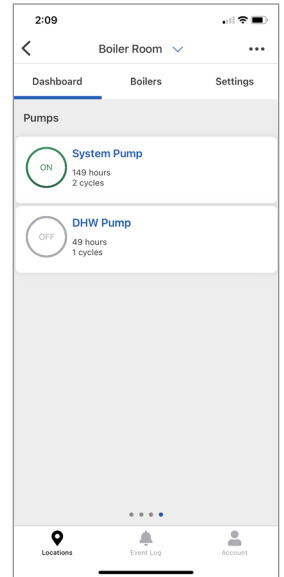 2:09
Boiler Room
Dashboard Boilers Settings
Pumps
ON
System Pump
149 hours
2 cycles
OFF
DHW Pump
49 hours
1 cycles
Locations Event Log Account